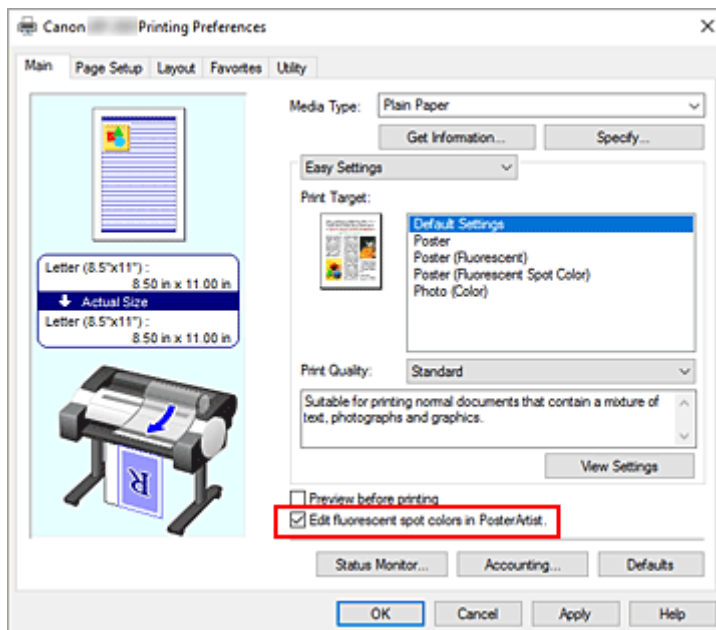 Canon Printing Preferences
Main Page Setup Layout Favorites Utility
Media Type: Plain Paper
Get Information... Specify...
Easy Settings
Print Target:
Default Settings
Poster
Poster (Fluorescent)
Poster (Fluorescent Spot Color)
Photo (Color)
Letter (8.5"x11") :
8.50 in x 11.00 in
Actual Size
Letter (8.5"x11") :
8.50 in x 11.00 in
R
Print Quality: Standard
Suitable for printing normal documents that contain a mixture of
text, photographs and graphics.
View Settings
Preview before printing
Edit fluorescent spot colors in PosterArtist.
Status Monitor... Accounting... Defaults
OK Cancel Apply Help